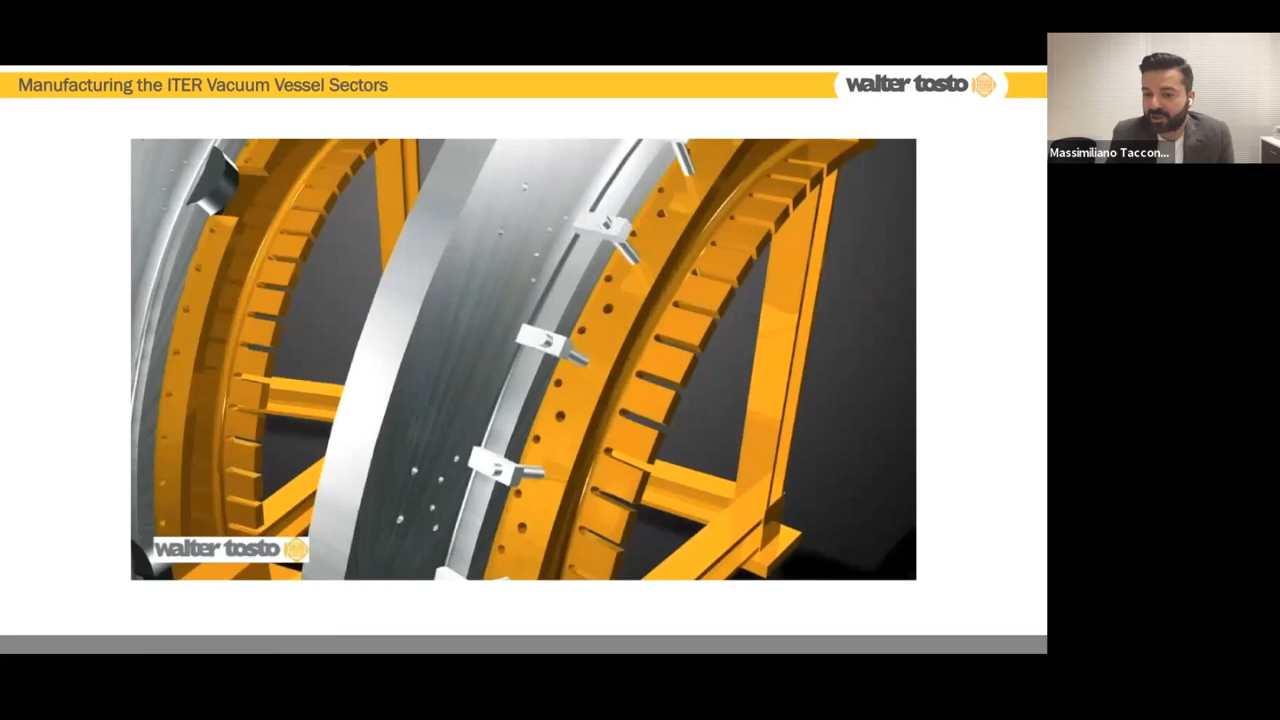 Manufacturing the ITER Vacuum Vessel Sectors
walter tosto
Massimiliano Taccon...
walter tosto